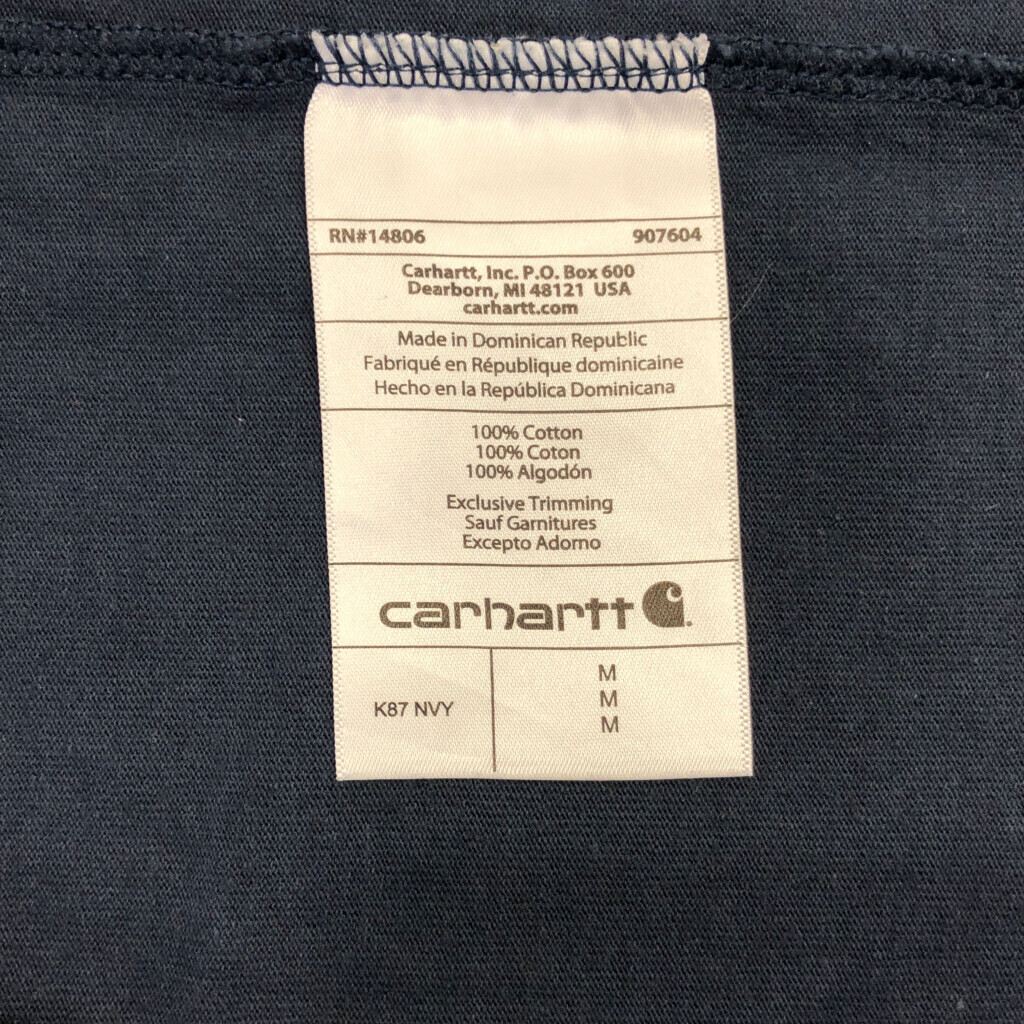 RN#14806 907604
Carhartt, Inc. P.O. Box 600
Dearborn, MI 48121 USA
carhartt.com
Made in Dominican Republic
Fabriqué en République dominicaine
Hecho en la República Dominicana
100% Cotton
100% Coton
100% Algodón
Exclusive Trimming
Sauf Garnitures
Excepto Adorno
carhartt
K87 NVY
M
M
M